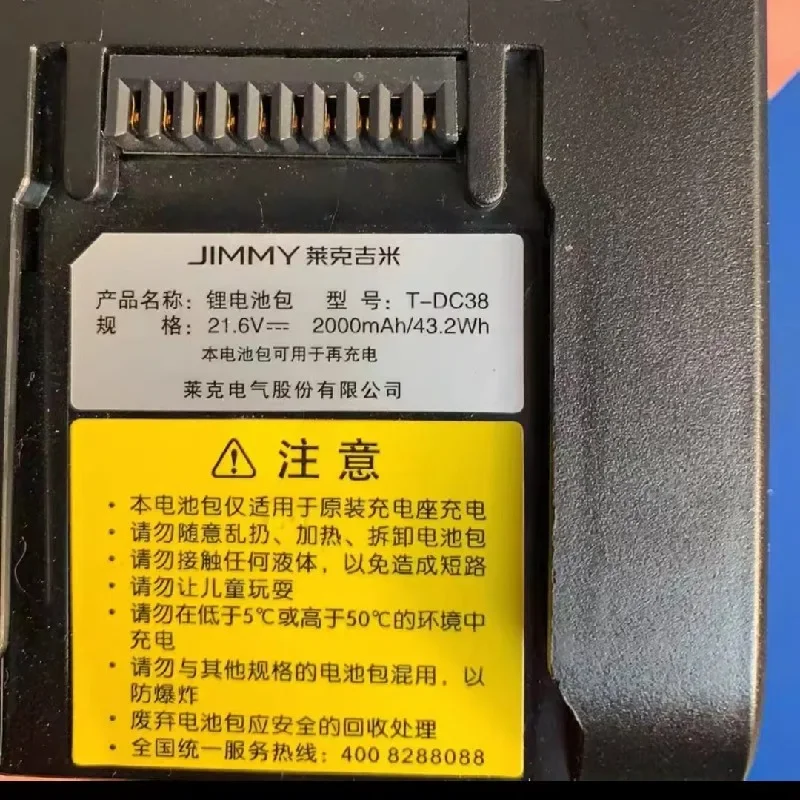 JIMMY 莱克吉米
产品名称: 锂电池包 型 号: T-DC38
规 格: 21.6V⎓ 2000mAh/43.2Wh
本电池包可用于再充电
莱克电气股份有限公司
注意
• 本电池包仅适用于原装充电座充电
• 请勿随意乱扔、加热、拆卸电池包
• 请勿接触任何液体，以免造成短路
• 请勿让儿童玩耍
• 请勿在低于5℃或高于50℃的环境中
充电
• 请勿与其他规格的电池包混用，以
防爆炸
• 废弃电池包应安全的回收处理
• 全国统一服务热线: 400 8288088